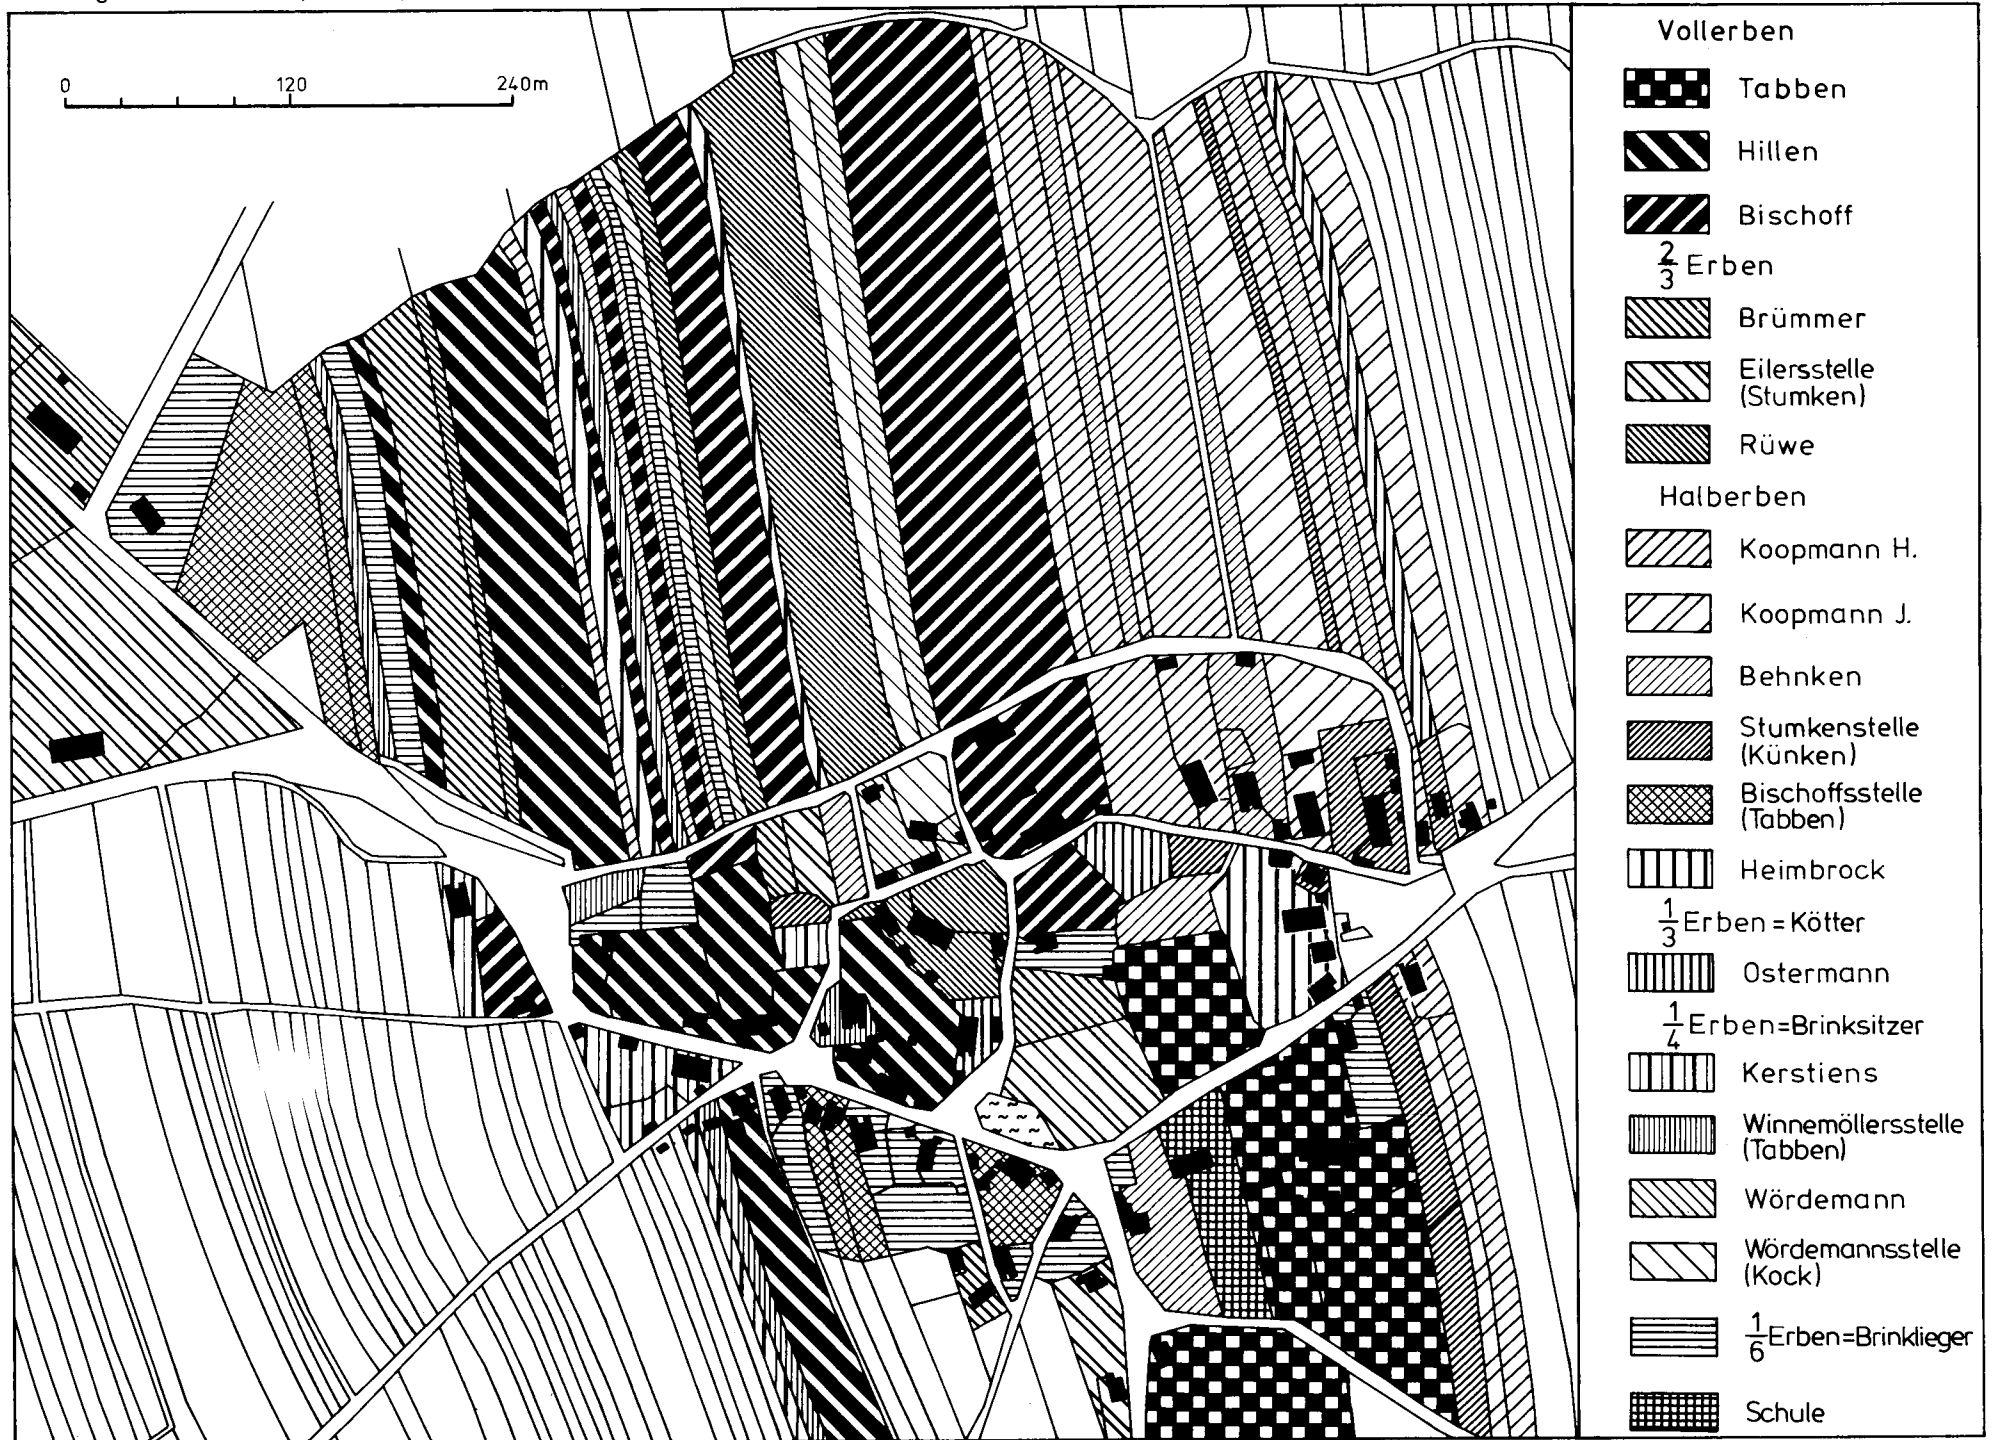 0 120 240m
Vollerben
Tabben
Hillen
Bischoff
2/3 Erben
Brümmer
Eilersstelle
(Stumken)
Rüwe
Halberben
Koopmann H.
Koopmann J.
Behnken
Stumkenstelle
(Künken)
Bischoffsstelle
(Tabben)
Heimbrock
1/3 Erben = Kötter
Ostermann
1/4 Erben=Brinksitzer
Kerstiens
Winnemöllersstelle
(Tabben)
Wördemann
Wördemannsstelle
(Kock)
1/6 Erben=Brinklieger
Schule